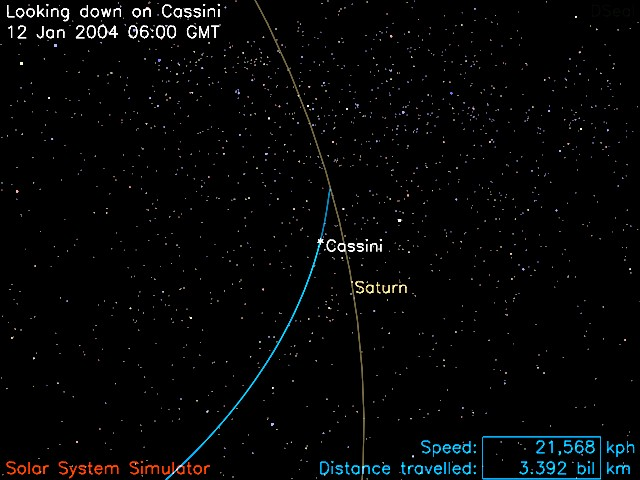 Looking down on Cassini
12 Jan 2004 06:00 GMT
Cassini
Saturn
Speed: 21,568 kph
Solar System Simulator
Distance travelled: 3.392 bil km